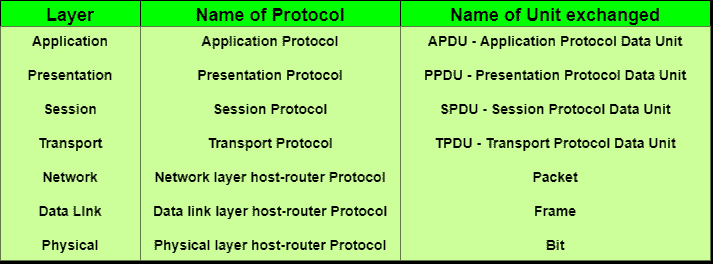 Layer Name of Protocol Name of Unit exchanged
Application Application Protocol APDU - Application Protocol Data Unit
Presentation Presentation Protocol PPDU - Presentation Protocol Data Unit
Session Session Protocol SPDU - Session Protocol Data Unit
Transport Transport Protocol TPDU - Transport Protocol Data Unit
Network Network layer host-router Protocol Packet
Data LInk Data link layer host-router Protocol Frame
Physical Physical layer host-router Protocol Bit